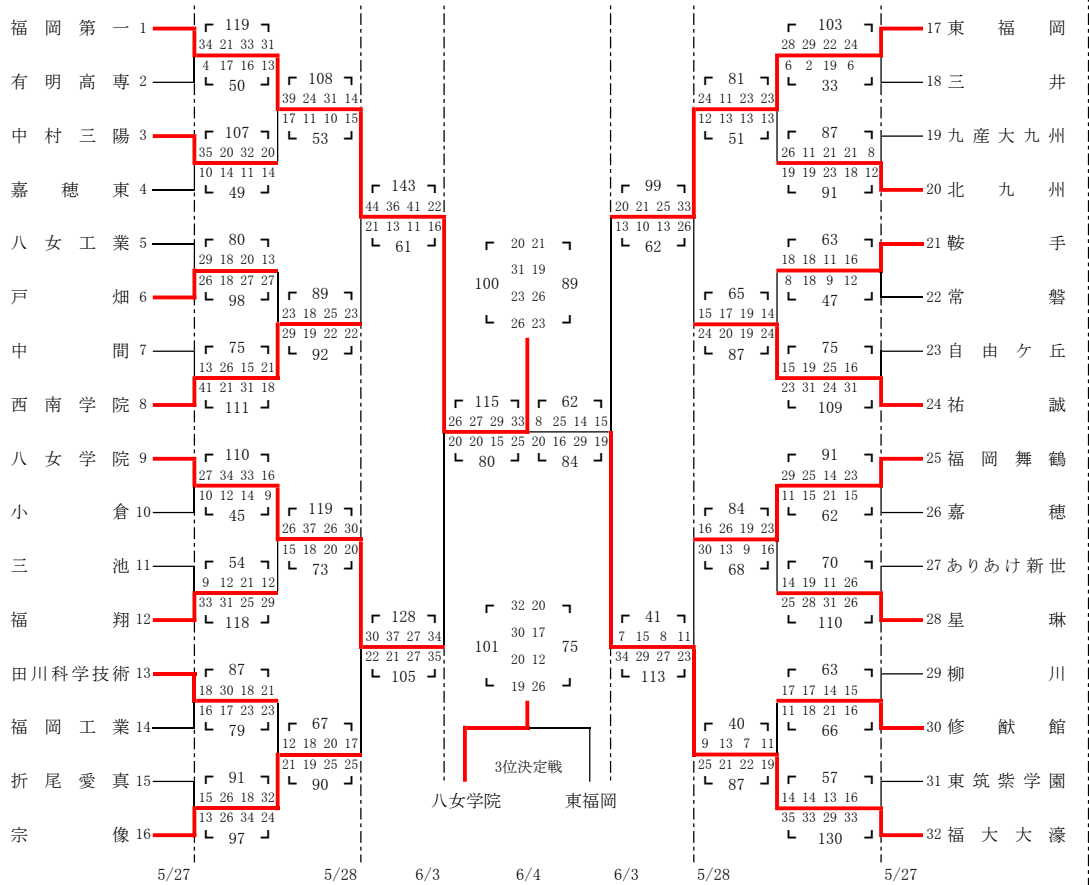 福岡第一 1
有明高専 2
中村三陽 3
嘉穂東 4
八女工業 5
戸畑 6
中間 7
西南学院 8
八女学院 9
小倉 10
三池 11
福翔 12
田川科学技術 13
福岡工業 14
折尾愛真 15
宗像 16
119
34 21 33 31
4 17 16 13
50
107
35 20 32 20
10 14 11 14
49
80
29 18 20 13
26 18 27 27
98
75
13 26 15 21
41 21 31 18
111
110
27 34 33 16
10 12 14 9
45
54
9 12 21 12
33 31 25 29
118
87
18 30 18 21
16 17 23 23
79
91
15 26 18 32
13 26 34 24
97
108
39 24 31 14
17 11 10 15
53
89
23 18 25 23
29 19 22 22
92
119
26 37 26 30
15 18 20 20
73
67
12 18 20 17
21 19 25 25
90
143
44 36 41 22
21 13 11 16
61
128
30 37 27 34
22 21 27 35
105
115
26 27 29 33
20 20 15 25
80
20 21
31 19
100 89
23 26
26 23
62
8 25 14 15
20 16 29 19
84
32 20
30 17
101 75
20 12
19 26
3位決定戦
八女学院 東福岡
99
20 21 25 33
13 10 13 26
62
41
7 15 8 11
34 29 27 23
113
81
24 11 23 23
12 13 13 13
51
65
15 17 19 14
24 20 19 24
87
84
16 26 19 23
30 13 9 16
68
40
9 13 7 11
25 21 22 19
87
103
28 29 22 24
6 2 19 6
33
87
26 11 21 21 8
19 19 23 18 12
91
63
18 18 11 16
8 18 9 12
47
75
15 19 25 16
23 31 24 31
109
91
29 25 14 23
11 15 21 15
62
70
14 19 11 26
25 28 31 26
110
63
17 17 14 15
11 18 21 16
66
57
14 14 13 16
35 33 29 33
130
17 東福岡
18 三井
19 九産大九州
20 北九州
21 鞍手
22 常磐
23 自由ケ丘
24 祐誠
25 福岡舞鶴
26 嘉穂
27 ありあけ新世
28 星琳
29 柳川
30 修猷館
31 東筑紫学園
32 福大大濠
5/27 5/28 6/3 6/4 6/3 5/28 5/27